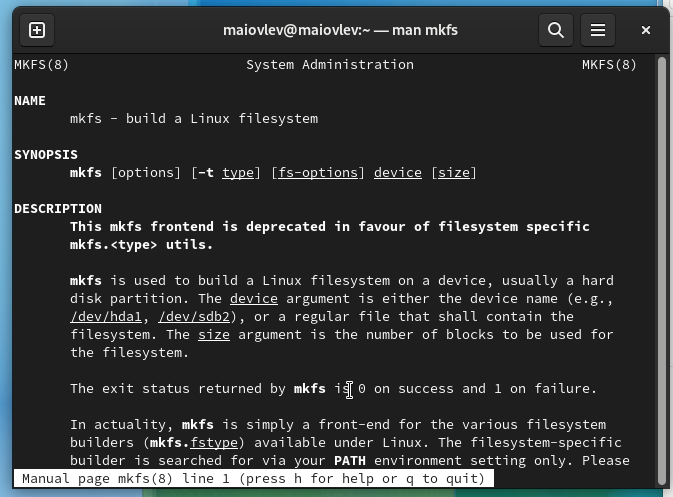 maiovlev@maiovlev:~ — man mkfs
MKFS(8) System Administration MKFS(8)
NAME
mkfs - build a Linux filesystem
SYNOPSIS
mkfs [options] [-t type] [fs-options] device [size]
DESCRIPTION
This mkfs frontend is deprecated in favour of filesystem specific
mkfs.<type> utils.
mkfs is used to build a Linux filesystem on a device, usually a hard
disk partition. The device argument is either the device name (e.g.,
/dev/hda1, /dev/sdb2), or a regular file that shall contain the
filesystem. The size argument is the number of blocks to be used for
the filesystem.
The exit status returned by mkfs is 0 on success and 1 on failure.
In actuality, mkfs is simply a front-end for the various filesystem
builders (mkfs.fstype) available under Linux. The filesystem-specific
builder is searched for via your PATH environment setting only. Please
Manual page mkfs(8) line 1 (press h for help or q to quit)